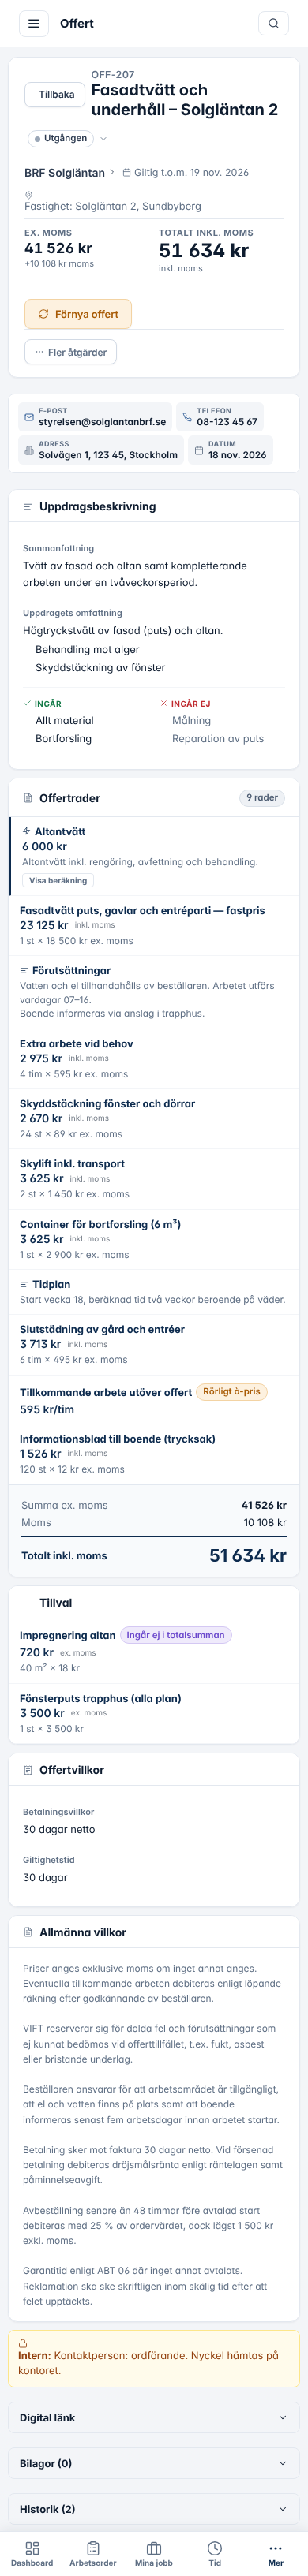 Offert
OFF-207
Tillbaka
Fasadtvätt och
underhåll – Solgläntan 2
Utgången
BRF Solgläntan
Giltig t.o.m. 19 nov. 2026
Fastighet: Solgläntan 2, Sundbyberg
EX. MOMS
TOTALT INKL. MOMS
41 526 kr
51 634 kr
+10 108 kr moms
inkl. moms
Förnya offert
Fler åtgärder
E-POST
styrelsen@solglantanbrf.se
TELEFON
08-123 45 67
ADRESS
Solvägen 1, 123 45, Stockholm
DATUM
18 nov. 2026
Uppdragsbeskrivning
Sammanfattning
Tvätt av fasad och altan samt kompletterande
arbeten under en tvåveckorsperiod.
Uppdragets omfattning
Högtryckstvätt av fasad (puts) och altan.
Behandling mot alger
Skyddstäckning av fönster
INGÅR
Allt material
Bortforsling
INGÅR EJ
Målning
Reparation av puts
Offertrader
9 rader
Altantvätt
6 000 kr
Altantvätt inkl. rengöring, avfettning och behandling.
Visa beräkning
Fasadtvätt puts, gavlar och entréparti — fastpris
23 125 kr inkl. moms
1 st × 18 500 kr ex. moms
Förutsättningar
Vatten och el tillhandahålls av beställaren. Arbetet utförs
vardagar 07–16.
Boende informeras via anslag i trapphus.
Extra arbete vid behov
2 975 kr inkl. moms
4 tim × 595 kr ex. moms
Skyddstäckning fönster och dörrar
2 670 kr inkl. moms
24 st × 89 kr ex. moms
Skylift inkl. transport
3 625 kr inkl. moms
2 st × 1 450 kr ex. moms
Container för bortforsling (6 m³)
3 625 kr inkl. moms
1 st × 2 900 kr ex. moms
Tidplan
Start vecka 18, beräknad tid två veckor beroende på väder.
Slutstädning av gård och entréer
3 713 kr inkl. moms
6 tim × 495 kr ex. moms
Tillkommande arbete utöver offert Rörligt à-pris
595 kr/tim
Informationsblad till boende (trycksak)
1 526 kr inkl. moms
120 st × 12 kr ex. moms
Summa ex. moms 41 526 kr
Moms 10 108 kr
Totalt inkl. moms 51 634 kr
Tillval
Impregnering altan Ingår ej i totalsumman
720 kr ex. moms
40 m² × 18 kr
Fönsterputs trapphus (alla plan)
3 500 kr ex. moms
1 st × 3 500 kr
Offertvillkor
Betalningsvillkor
30 dagar netto
Giltighetstid
30 dagar
Allmänna villkor
Priser anges exklusive moms om inget annat anges.
Eventuella tillkommande arbeten debiteras enligt löpande
räkning efter godkännande av beställaren.
VIFT reserverar sig för dolda fel och förutsättningar som
ej kunnat bedömas vid offerttillfället, t.ex. fukt, asbest
eller bristande underlag.
Beställaren ansvarar för att arbetsområdet är tillgängligt,
att el och vatten finns på plats samt att boende
informeras senast fem arbetsdagar innan arbetet startar.
Betalning sker mot faktura 30 dagar netto. Vid försenad
betalning debiteras dröjsmålsränta enligt räntelagen samt
påminnelseavgift.
Avbeställning senare än 48 timmar före avtalad start
debiteras med 25 % av ordervärdet, dock lägst 1 500 kr
exkl. moms.
Garantitid enligt ABT 06 där inget annat avtalats.
Reklamation ska ske skriftligen inom skälig tid efter att
felet upptäckts.
Intern: Kontaktperson: ordförande. Nyckel hämtas på
kontoret.
Digital länk
Bilagor (0)
Historik (2)
Dashboard
Arbetsorder
Mina jobb
Tid
Mer